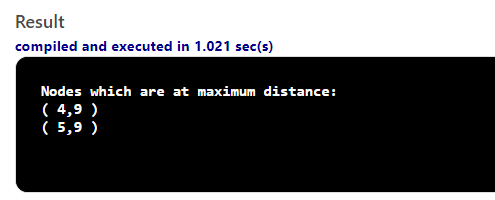 Result
compiled and executed in 1.021 sec(s)
Nodes which are at maximum distance:
( 4,9 )
( 5,9 )